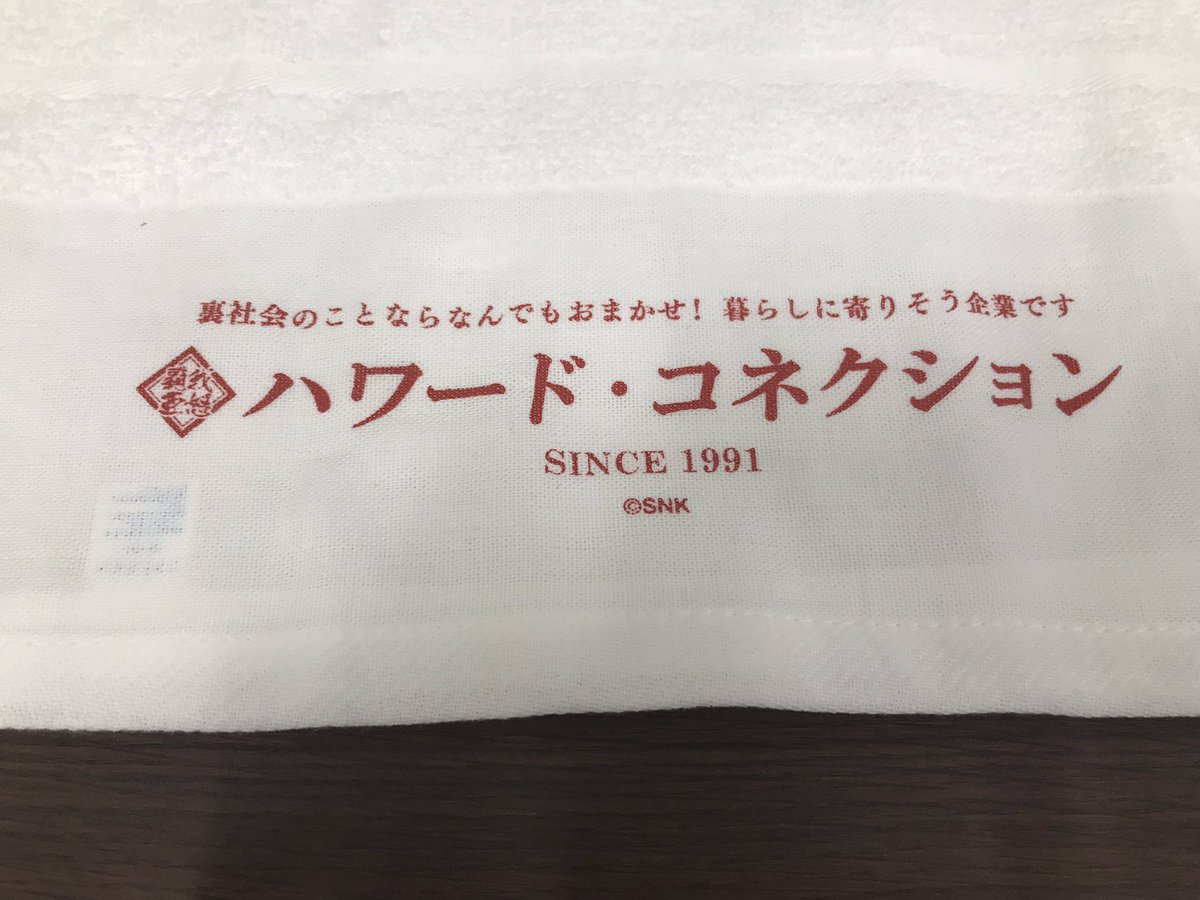 裏社会のことならなんでもおまかせ! 暮らしに寄りそう企業です
ハワード・コネクション
SINCE 1991
©SNK